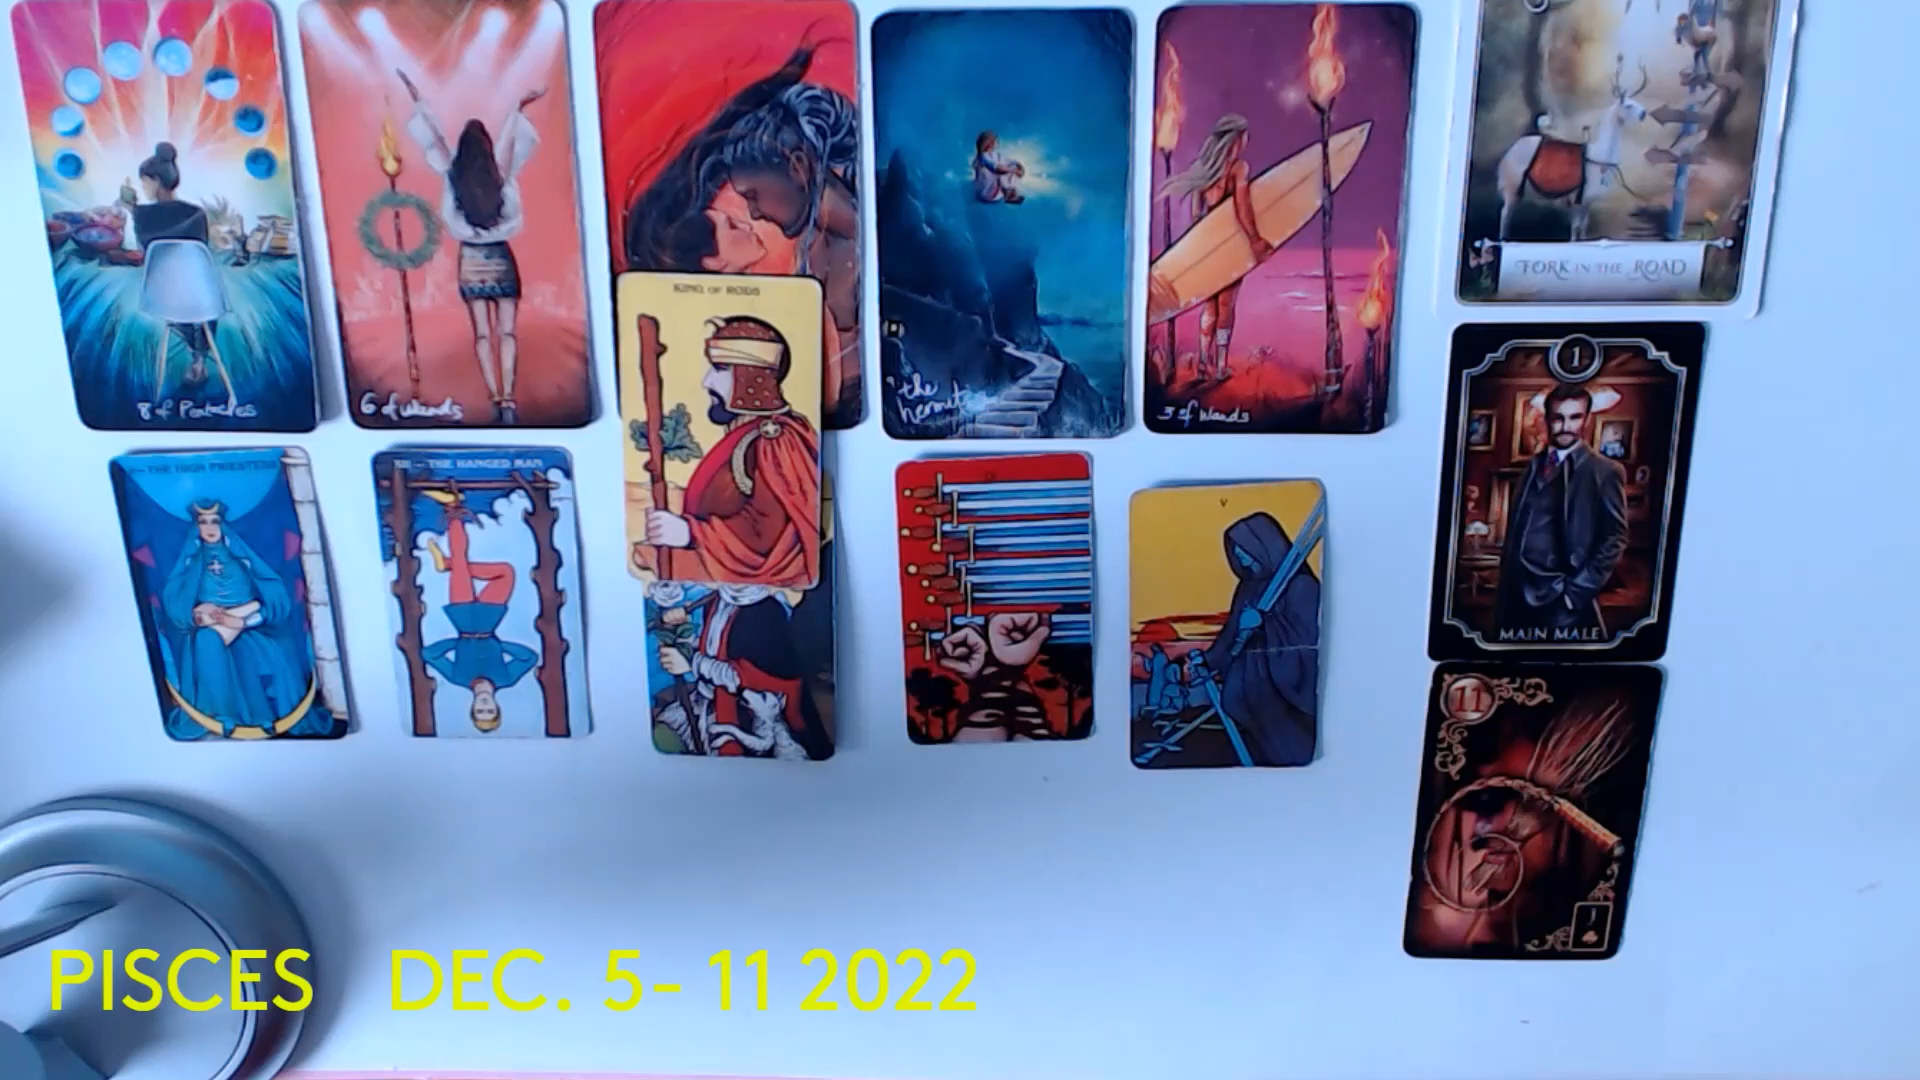 8 of Pentacles
6 of Wands
the
hermit
3 of Wands
FORK IN THE ROAD
KING OF RODS
1
MAIN MALE
THE HIGH PRIESTESS
XII — THE HANGED MAN
V
11
J
PISCES DEC. 5- 11 2022